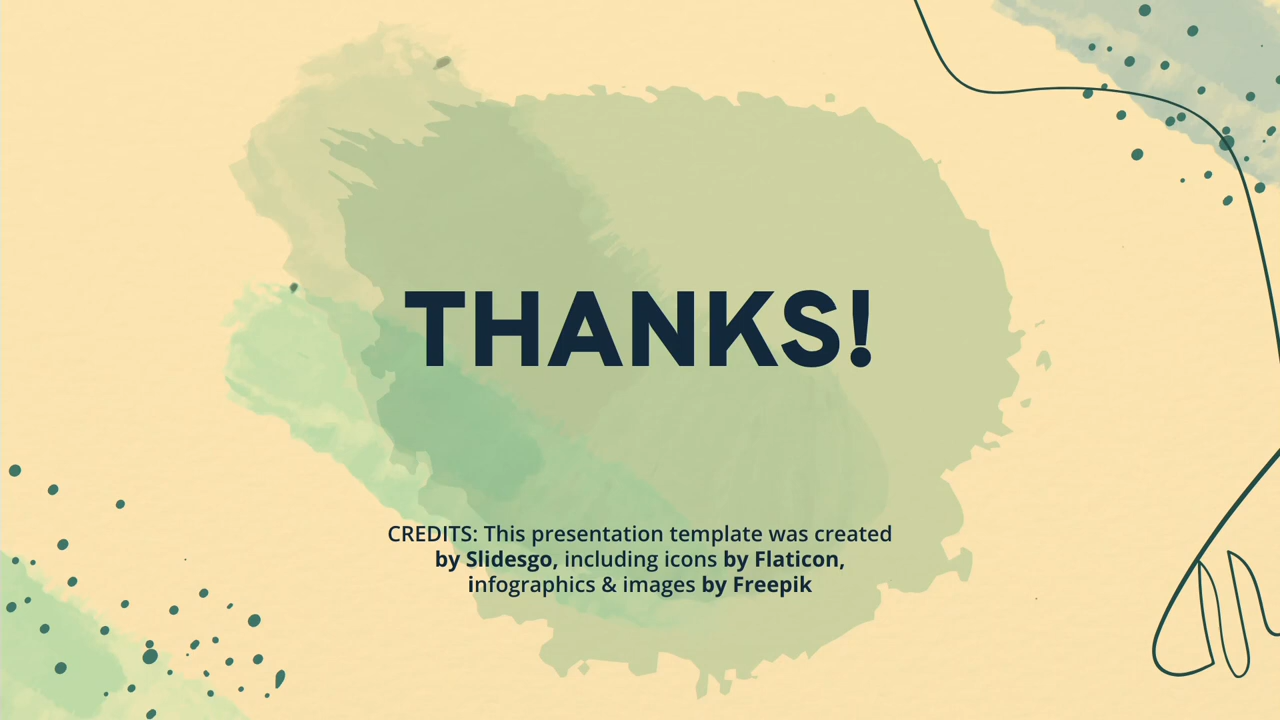 THANKS!
CREDITS: This presentation template was created
by Slidesgo, including icons by Flaticon,
infographics & images by Freepik